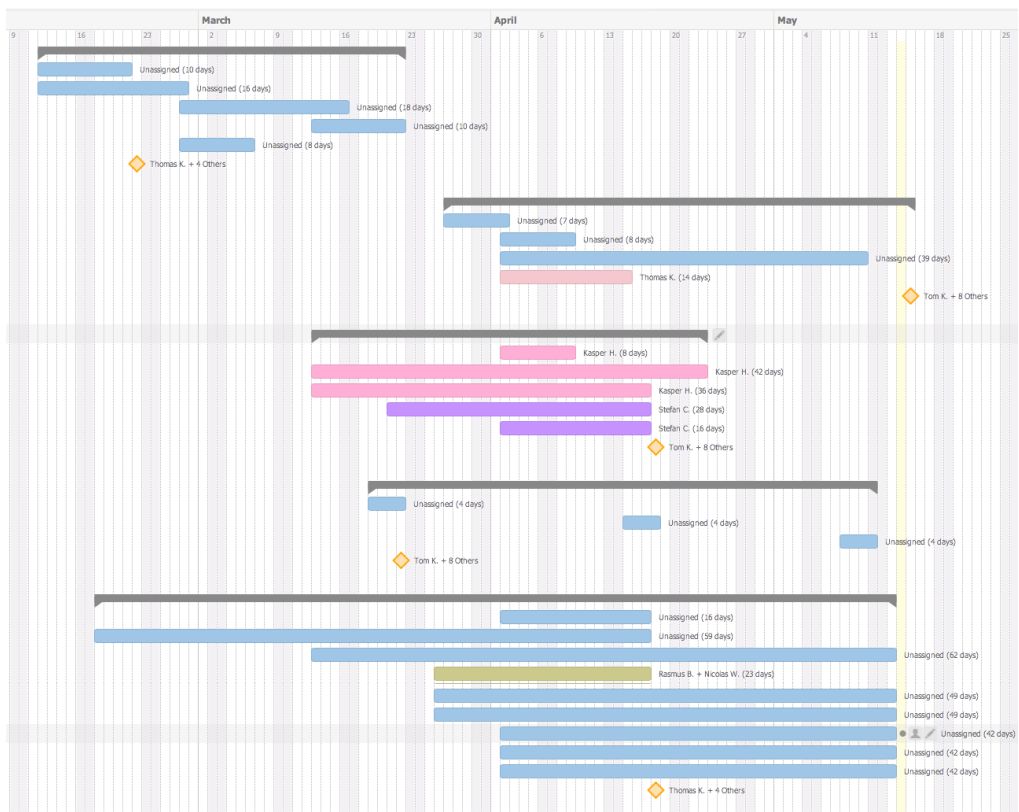 March April May
9 16 23 2 9 16 23 30 6 13 20 27 4 11 18 25
Unassigned (10 days)
Unassigned (16 days)
Unassigned (18 days)
Unassigned (10 days)
Unassigned (8 days)
Thomas K. + 4 Others
Unassigned (7 days)
Unassigned (8 days)
Unassigned (39 days)
Thomas K. (14 days)
Tom K. + 8 Others
Kasper H. (8 days)
Kasper H. (42 days)
Kasper H. (36 days)
Stefan C. (28 days)
Stefan C. (16 days)
Tom K. + 8 Others
Unassigned (4 days)
Unassigned (4 days)
Unassigned (4 days)
Tom K. + 8 Others
Unassigned (16 days)
Unassigned (59 days)
Unassigned (62 days)
Rasmus B. + Nicolas W. (23 days)
Unassigned (49 days)
Unassigned (49 days)
Unassigned (42 days)
Unassigned (42 days)
Unassigned (42 days)
Thomas K. + 4 Others